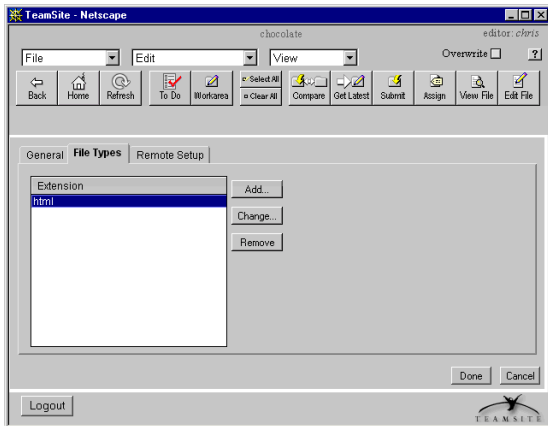 TeamSite - Netscape
chocolate
editor: chris
File Edit View Overwrite ?
Back Home Refresh To Do Workarea Select All Clear All Compare Get Latest Submit Assign View File Edit File
General File Types Remote Setup
Extension
html
Add...
Change...
Remove
Done Cancel
Logout
TEAMSITE